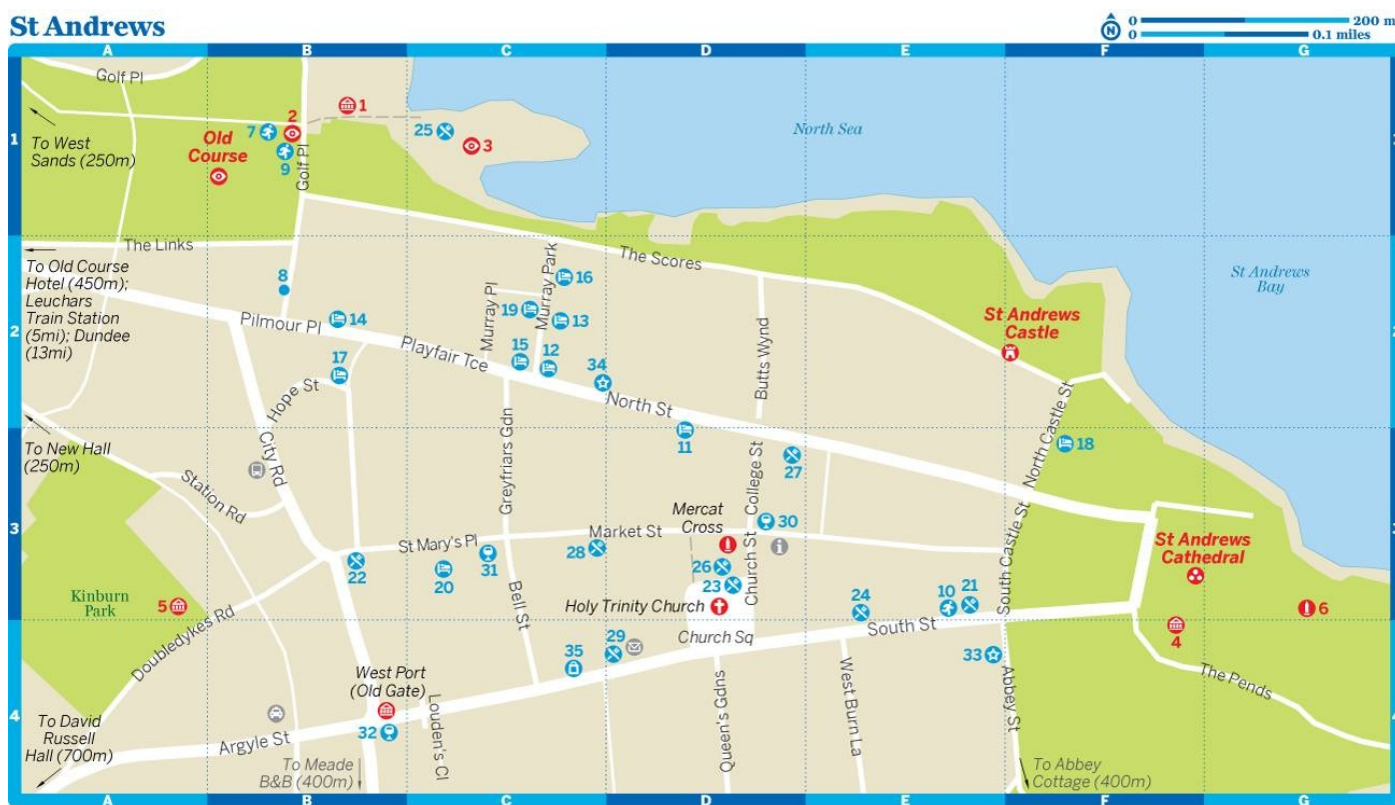 St Andrews
N
0
200 m
0
0.1 miles
A
B
C
D
E
F
G
Golf Pl
1
1
2
7
25
North Sea
To West
Sands (250m)
Old
Course
9
Golf Pl
3
The Links
The Scores
To Old Course
Hotel (450m);
Leuchars
Train Station
(5mi); Dundee
(13mi)
8
Murray Park
16
St Andrews
Bay
Murray Pl
19
13
St Andrews
Castle
2
Pilmour Pl
14
Playfair Tce
15
12
34
Butts Wynd
17
Hope St
North St
To New Hall
(250m)
City Rd
Greyfriars Gdn
11
College St
27
North Castle St
18
Station Rd
3
Mercat
Cross
30
Market St
St Mary's Pl
28
31
20
22
26
23
Church St
South Castle St
St Andrews
Cathedral
Kinburn
Park
5
Doubledykes Rd
Bell St
Holy Trinity Church
24
10
21
6
29
Church Sq
South St
4
35
33
The Pends
West Port
(Old Gate)
Louden's Cl
Queen's Gdns
West Burn La
Abbey St
4
To David
Russell
Hall (700m)
Argyle St
32
To Meade
B&B (400m)
To Abbey
Cottage (400m)
A
B
C
D
E
F
G